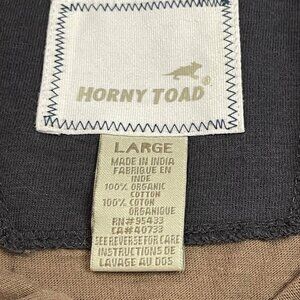 HORNY TOAD®
LARGE
MADE IN INDIA
FABRIQUE EN
INDE
100% ORGANIC
COTTON
100% COTON
ORGANIQUE
RN#95433
CA#40733
SEE REVERSE FOR CARE
INSTRUCTIONS DE
LAVAGE AU DOS